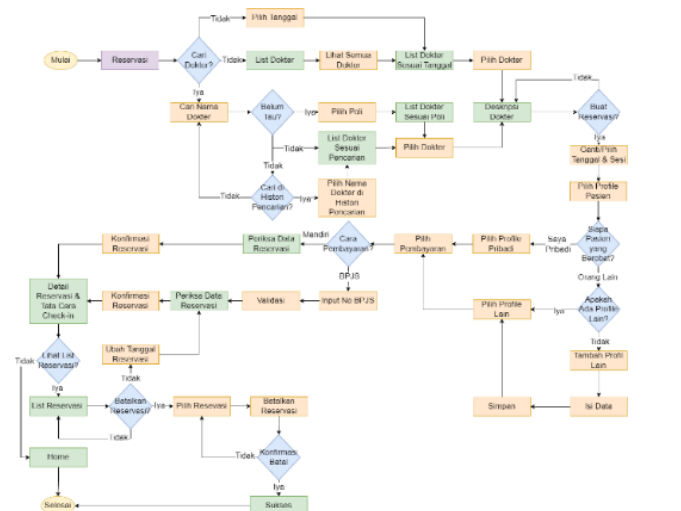 Tidak
Pilih Tanggal
Mulai
Reservasi
Cari
Dokter?
Tidak
List Dokter
Lihat Semua
Dokter
List Dokter
Sesuai Tanggal
Pilih Dokter
Iya
Tidak
Cari Nama
Dokter
Belum
tau?
Iya
Pilih Poli
List Dokter
Sesuai Poli
Deskripsi
Dokter
Buat
Reservasi?
Tidak
List Dokter
Sesuai
Pencarian
Pilih Dokter
Iya
Ganti/Pilih
Tanggal & Sesi
Tidak
Tidak
Cari di
Histori
Pencarian?
Iya
Pilih Nama
Dokter di
Histori
Pencarian
Pilih Profile
Pasien
Konfirmasi
Reservasi
Periksa Data
Reservasi
Mandiri
Cara
Pembayaran?
Pilih
Pembayaran
Pilih Profile
Pribadi
Saya
Pribadi
Siapa
Pasien
yang
Berobat?
BPJS
Orang Lain
Detail
Reservasi &
Tata Cara
Check-in
Konfirmasi
Reservasi
Periksa Data
Reservasi
Validasi
Input No BPJS
Pilih Profile
Lain
Iya
Apakah
Ada Profile
Lain?
Tidak
Lihat List
Reservasi?
Ubah Tanggal
Reservasi
Tidak
Tambah Profil
Lain
Iya
Tidak
List Reservasi
Batalkan
Reservasi?
Iya
Pilih Resevasi
Batalkan
Reservasi
Simpan
Isi Data
Tidak
Home
Tidak
Konfirmasi
Batal
Iya
Selesai
Sukses